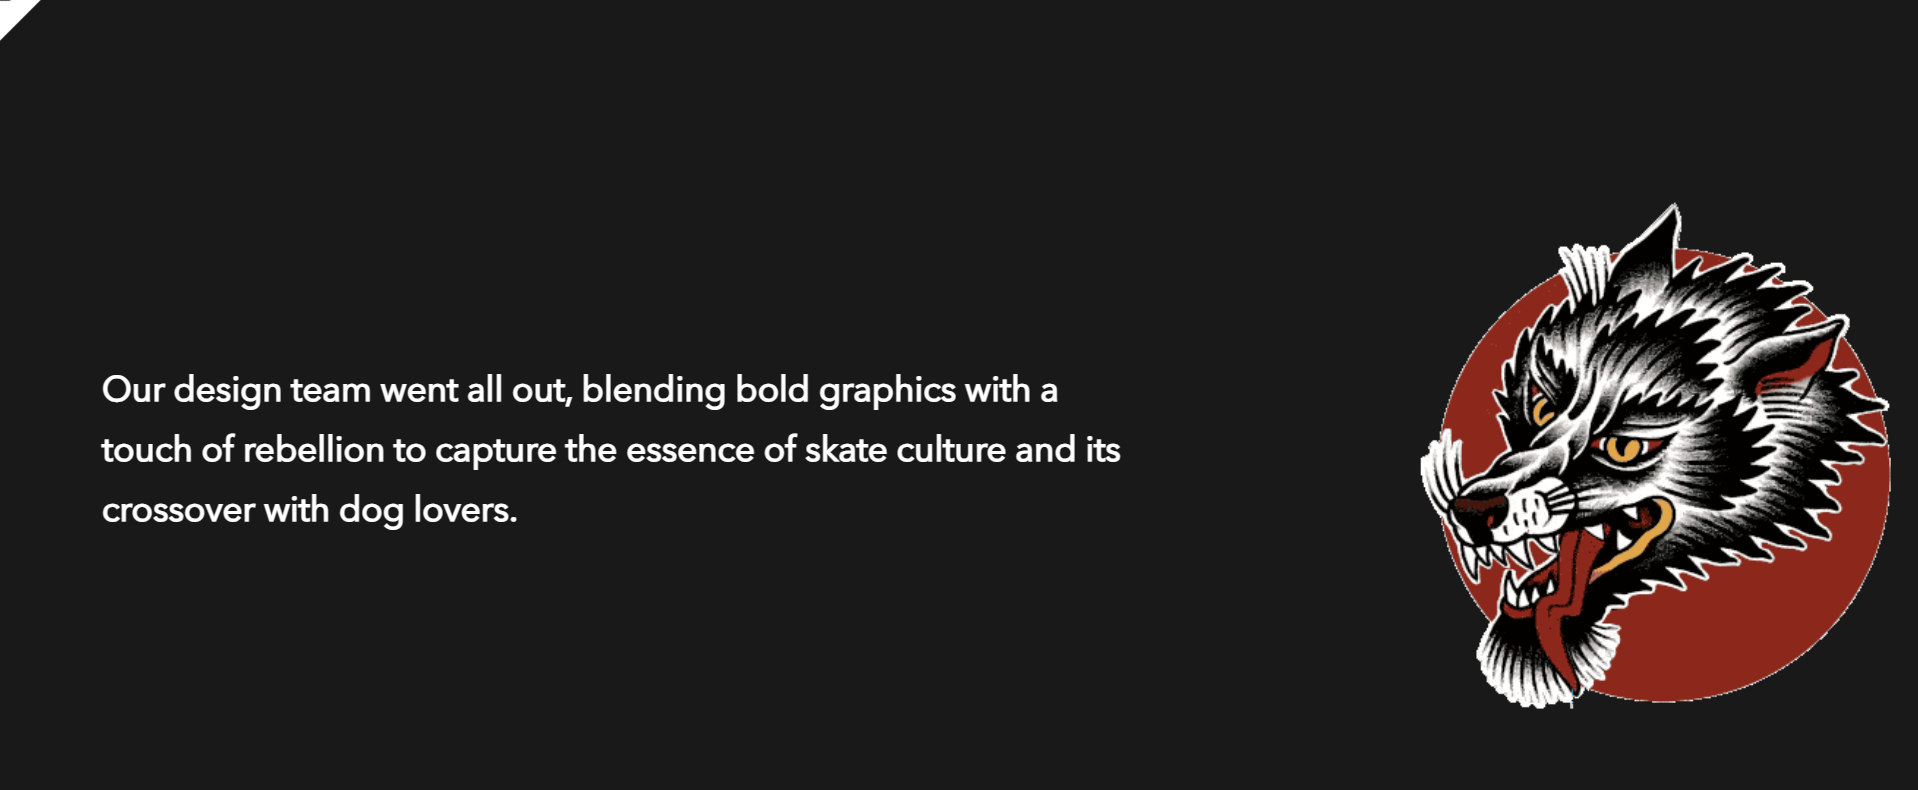 Our design team went all out, blending bold graphics with a
touch of rebellion to capture the essence of skate culture and its
crossover with dog lovers.